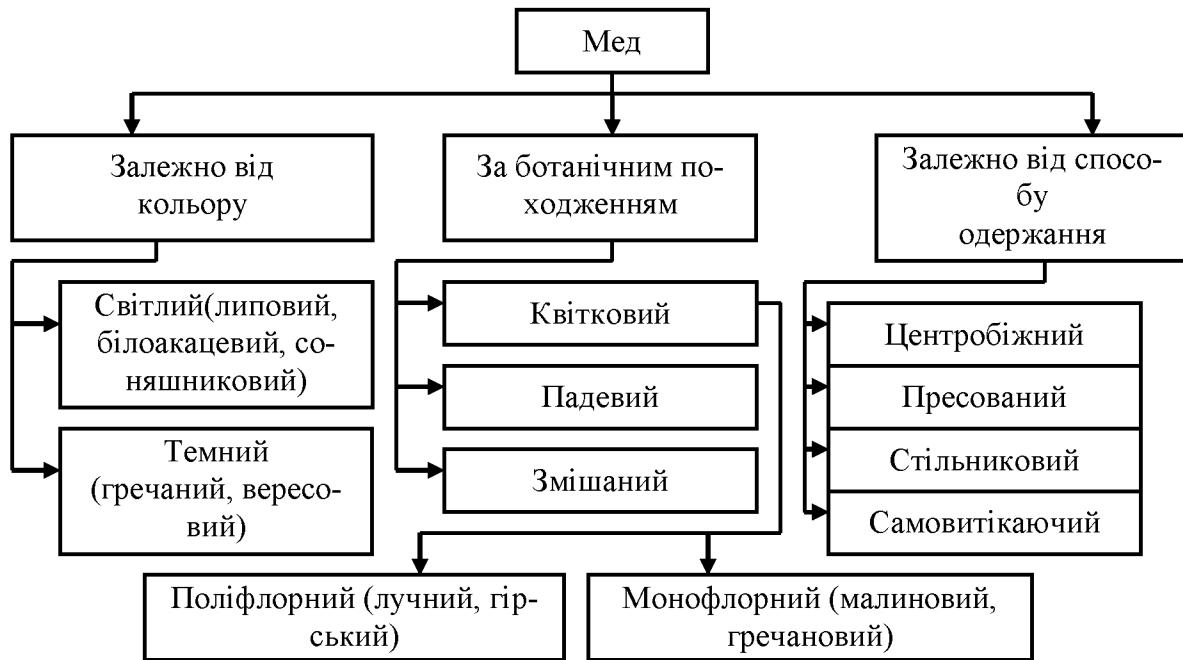 Мед
Залежно від
кольору
За ботанічним по-
ходженням
Залежно від спосо-
бу
одержання
Світлий(липовий,
білоакацевий, со-
няшниковий)
Темний
(гречаний, вересо-
вий)
Квітковий
Падевий
Змішаний
Центробіжний
Пресований
Стільниковий
Самовитікаючий
Поліфлорний (лучний, гір-
ський)
Монофлорний (малиновий,
гречановий)